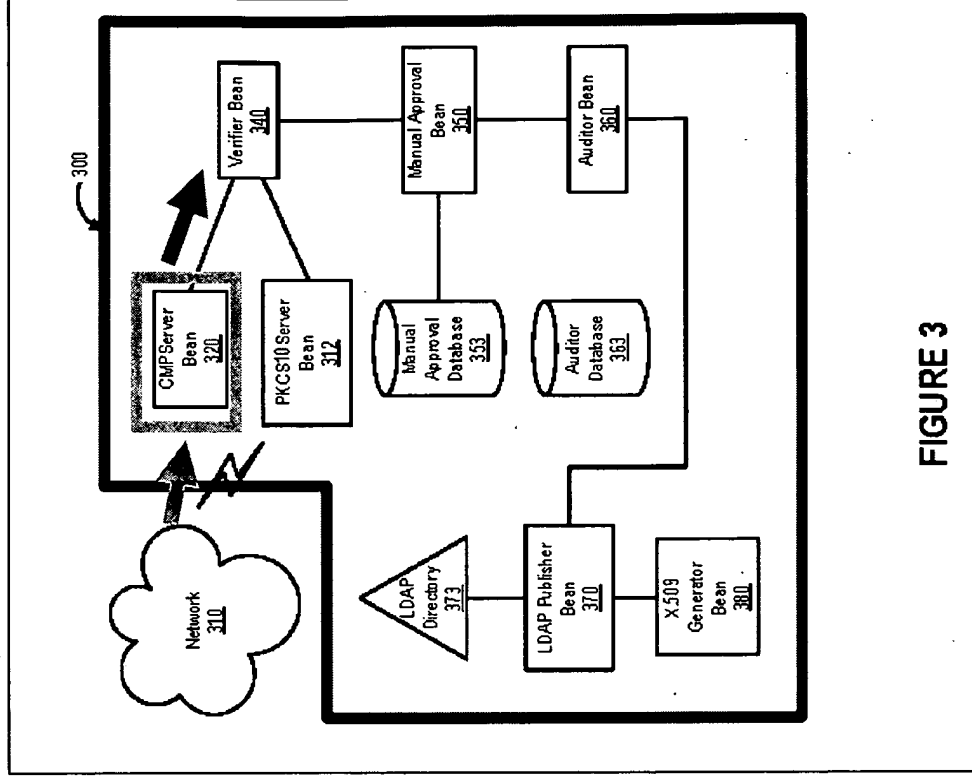 300
Network
310
CMPServer
Bean
320
PKCS10Server
Bean
312
Verifier Bean
340
Manual Approval
Bean
350
Manual
Approval
Database
353
Auditor Bean
360
Auditor
Database
363
LDAP
Directory
373
LDAP Publisher
Bean
370
X.509
Generator
Bean
380
FIGURE 3